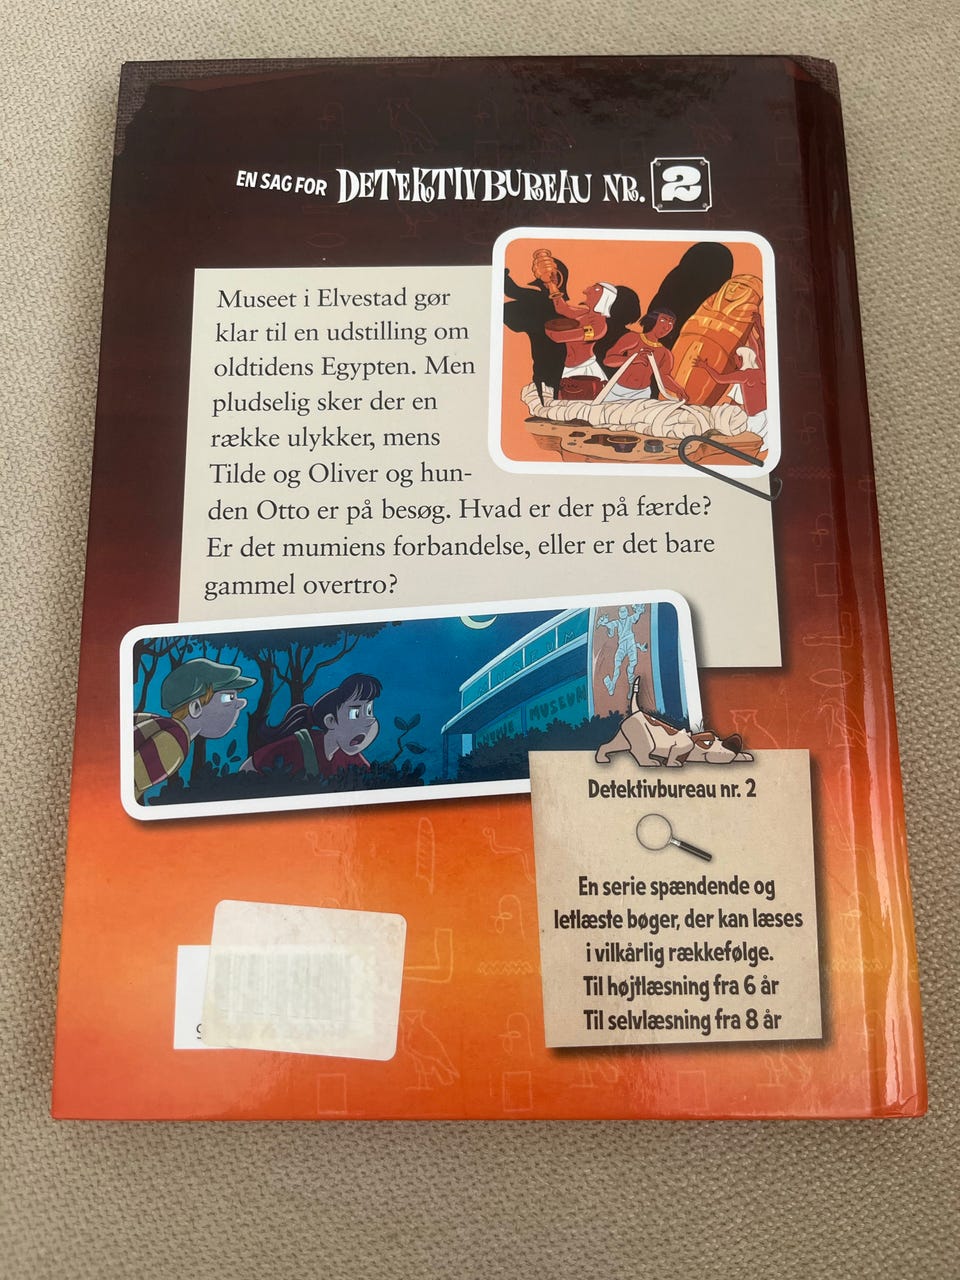 EN SAG FOR DETEKTIVBUREAU NR. 2
Museet i Elvestad gør
klar til en udstilling om
oldtidens Egypten. Men
pludselig sker der en
række ulykker, mens
Tilde og Oliver og hun-
den Otto er på besøg. Hvad er der på færde?
Er det mumiens forbandelse, eller er det bare
gammel overtro?
MUSEUM
MUMIE MUSEUM
Detektivbureau nr. 2
En serie spændende og
letlæste bøger, der kan læses
i vilkårlig rækkefølge.
Til højtlæsning fra 6 år
Til selvlæsning fra 8 år
9